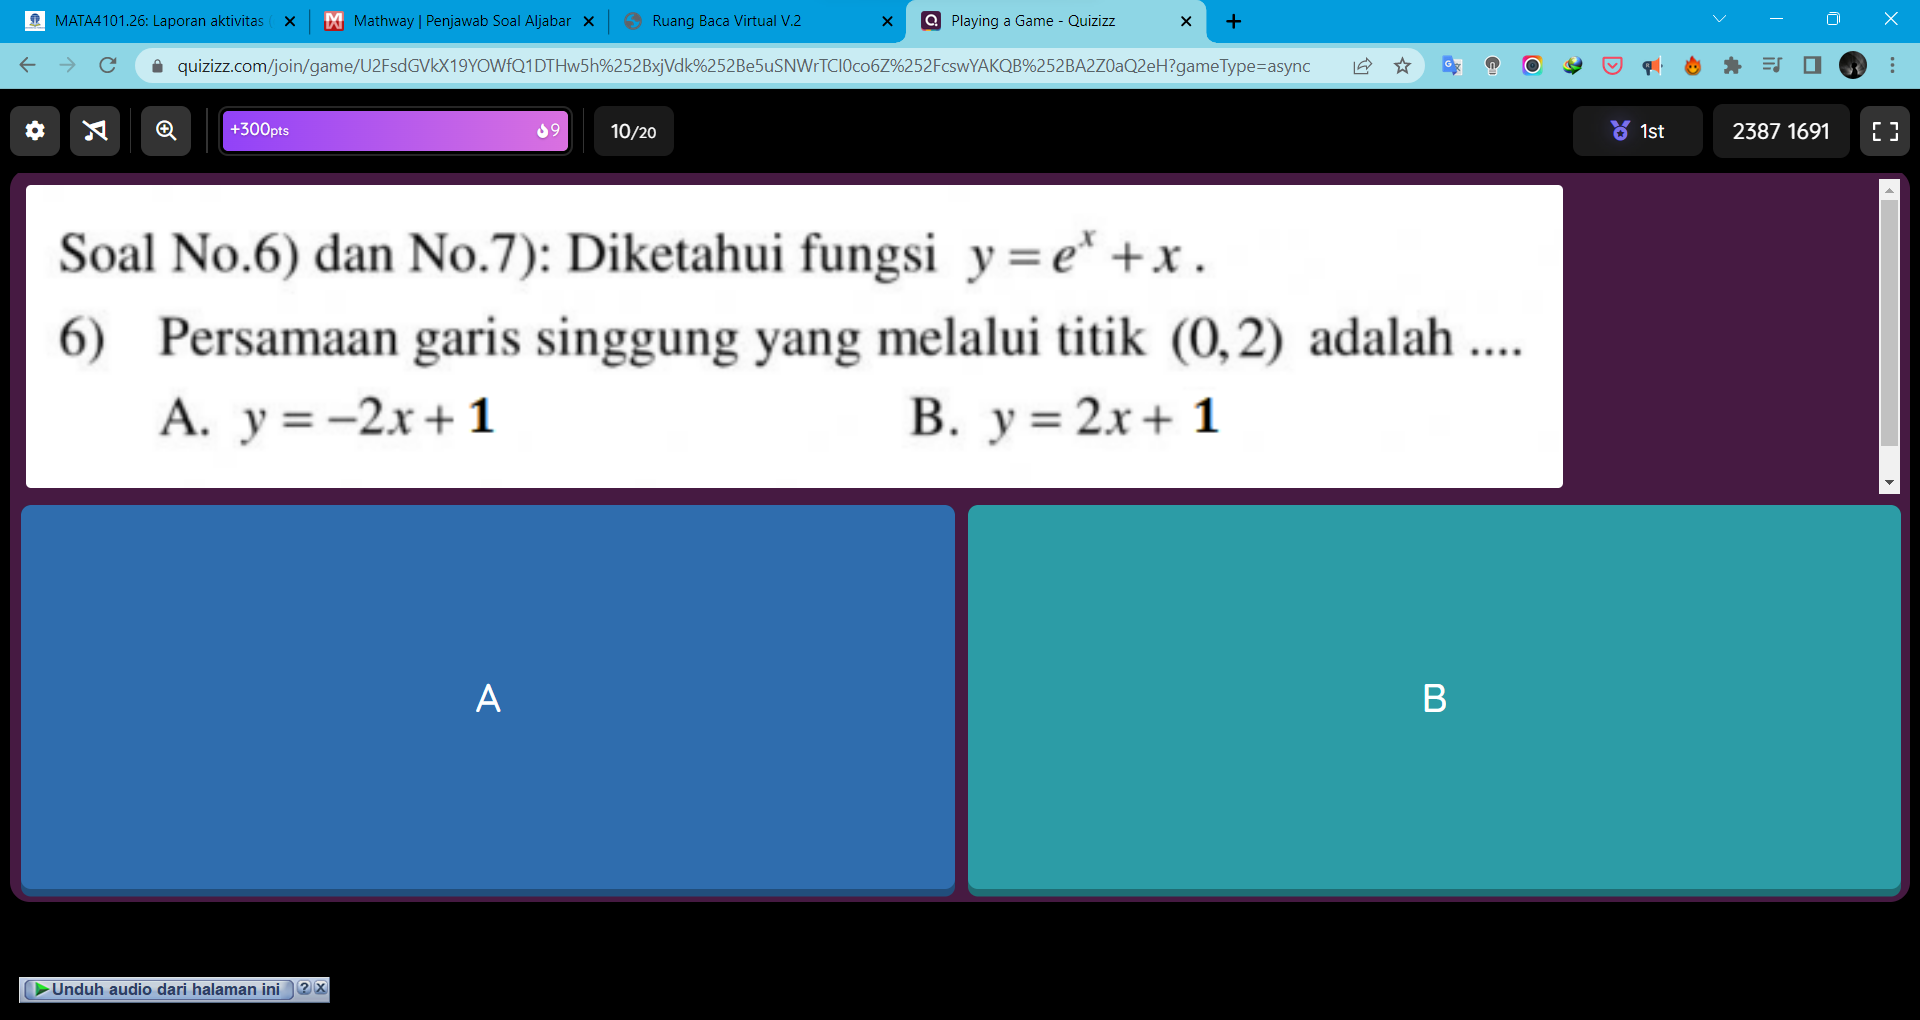 MATA4101.26: Laporan aktivitas
Mathway | Penjawab Soal Aljabar
Ruang Baca Virtual V.2
Playing a Game - Quizizz
quizizz.com/join/game/U2FsdGVkX19YOWfQ1DTHw5h%252BxjVdk%252Be5uSNWrTCl0co6Z%252FcswYAKQB%252BA2Z0aQ2eH?gameType=async
+300pts
9
10/20
1st
2387 1691
Soal No.6) dan No.7): Diketahui fungsi y = eˣ + x .
6) Persamaan garis singgung yang melalui titik (0,2) adalah ....
A. y = −2x + 1
B. y = 2x + 1
A
B
Unduh audio dari halaman ini